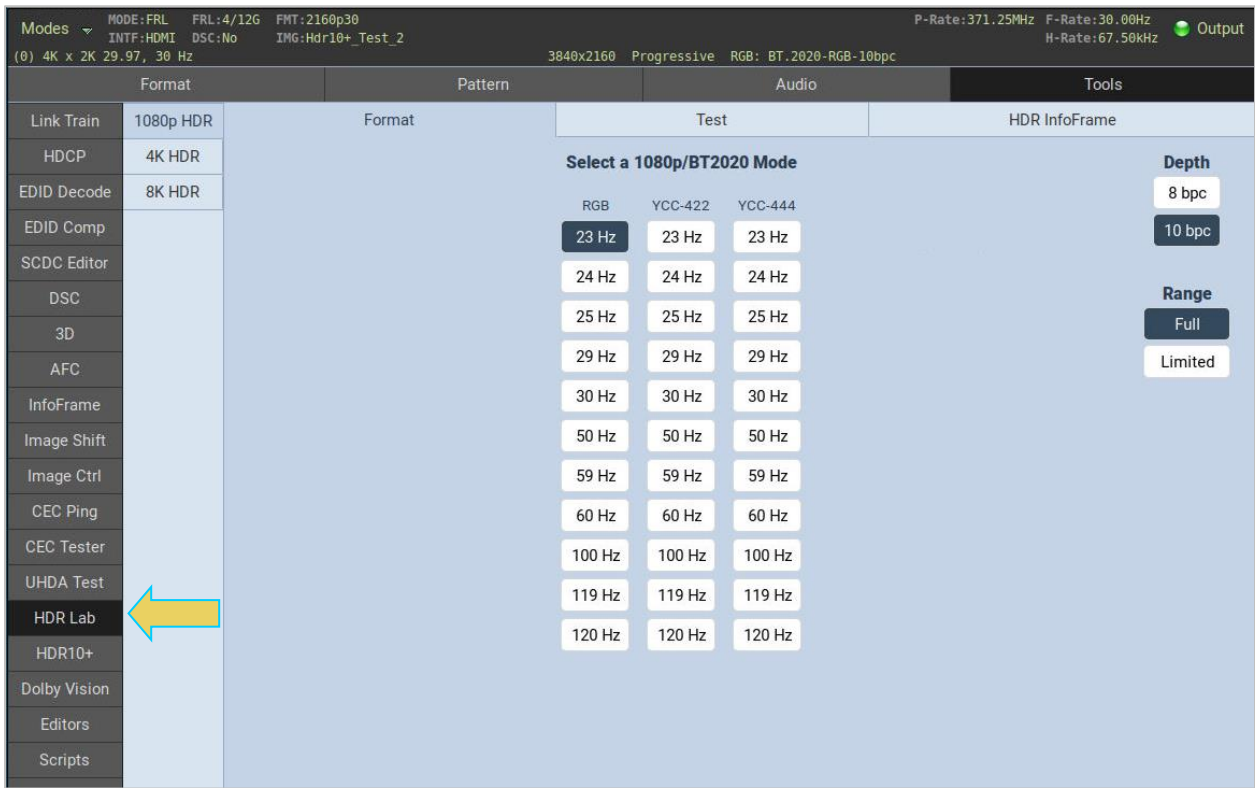 Modes MODE:FRL FRL:4/12G FMT:2160p30 P-Rate:371.25MHz F-Rate:30.00Hz Output
INTF:HDMI DSC:No IMG:Hdr10+_Test_2 H-Rate:67.50kHz
(0) 4K x 2K 29.97, 30 Hz 3840x2160 Progressive RGB: BT.2020-RGB-10bpc
Format Pattern Audio Tools
Link Train 1080p HDR Format Test HDR InfoFrame
HDCP 4K HDR Select a 1080p/BT2020 Mode Depth
EDID Decode 8K HDR 8 bpc
RGB YCC-422 YCC-444
EDID Comp 23 Hz 23 Hz 23 Hz 10 bpc
SCDC Editor 24 Hz 24 Hz 24 Hz
DSC Range
3D 25 Hz 25 Hz 25 Hz Full
AFC 29 Hz 29 Hz 29 Hz Limited
InfoFrame 30 Hz 30 Hz 30 Hz
Image Shift 50 Hz 50 Hz 50 Hz
Image Ctrl 59 Hz 59 Hz 59 Hz
CEC Ping 60 Hz 60 Hz 60 Hz
CEC Tester 100 Hz 100 Hz 100 Hz
UHDA Test 119 Hz 119 Hz 119 Hz
HDR Lab 120 Hz 120 Hz 120 Hz
HDR10+
Dolby Vision
Editors
Scripts